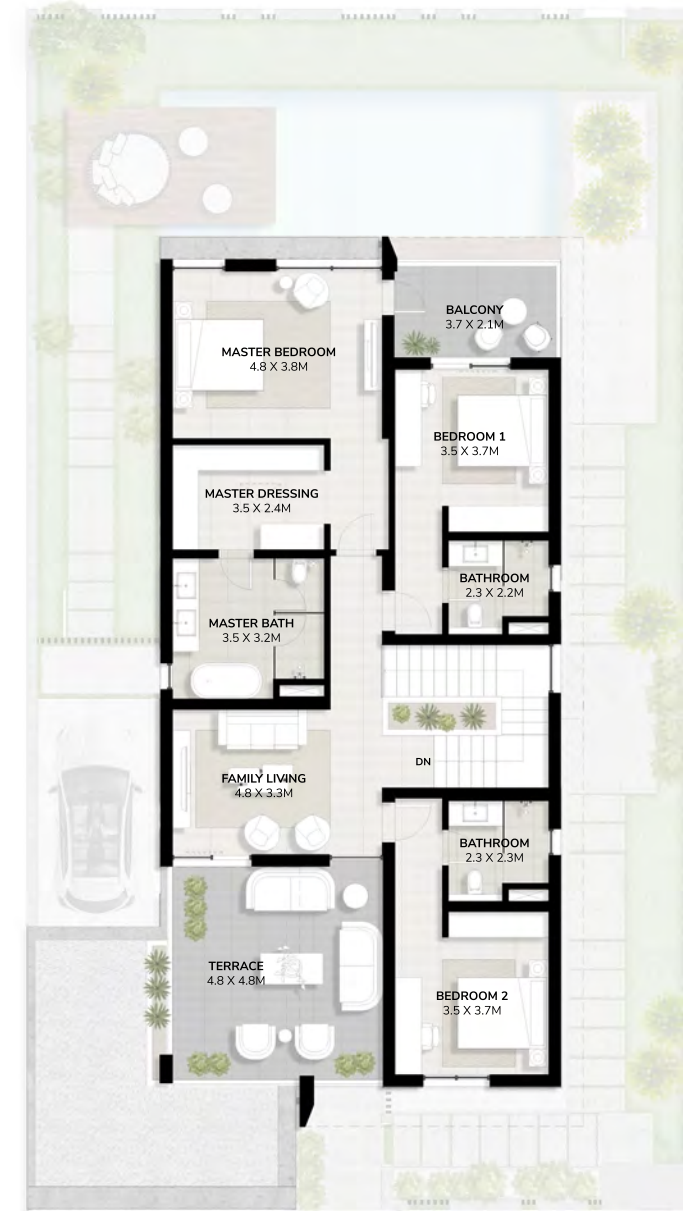 BALCONY
3.7 X 2.1M
MASTER BEDROOM
4.8 X 3.8M
BEDROOM 1
3.5 X 3.7M
MASTER DRESSING
3.5 X 2.4M
BATHROOM
2.3 X 2.2M
MASTER BATH
3.5 X 3.2M
DN
FAMILY LIVING
4.8 X 3.3M
BATHROOM
2.3 X 2.3M
TERRACE
4.8 X 4.8M
BEDROOM 2
3.5 X 3.7M